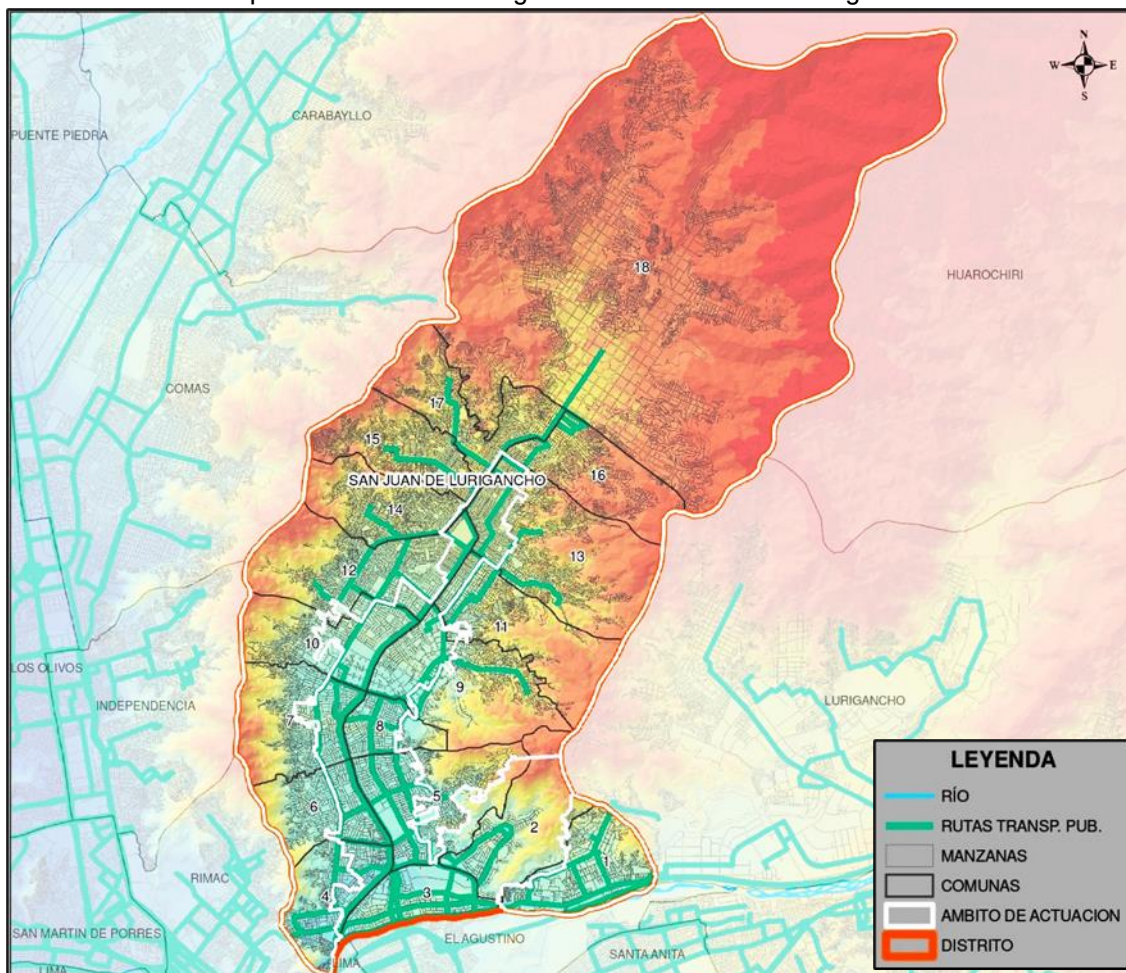 N
W E
S
CARABAYLLO
PUENTE PIEDRA
18
HUAROCHIRI
COMAS
17
15
16
SAN JUAN DE LURIGANCHO
14
13
12
11
10
9
LOS OLIVOS
INDEPENDENCIA
LURIGANCHO
7
8
6
5
2
1
RIMAC
4
3
SAN MARTIN DE PORRES
EL AGUSTINO
SANTA ANITA
LIMA
LIMA
LEYENDA
RÍO
RUTAS TRANSP. PUB.
MANZANAS
COMUNAS
AMBITO DE ACTUACION
DISTRITO